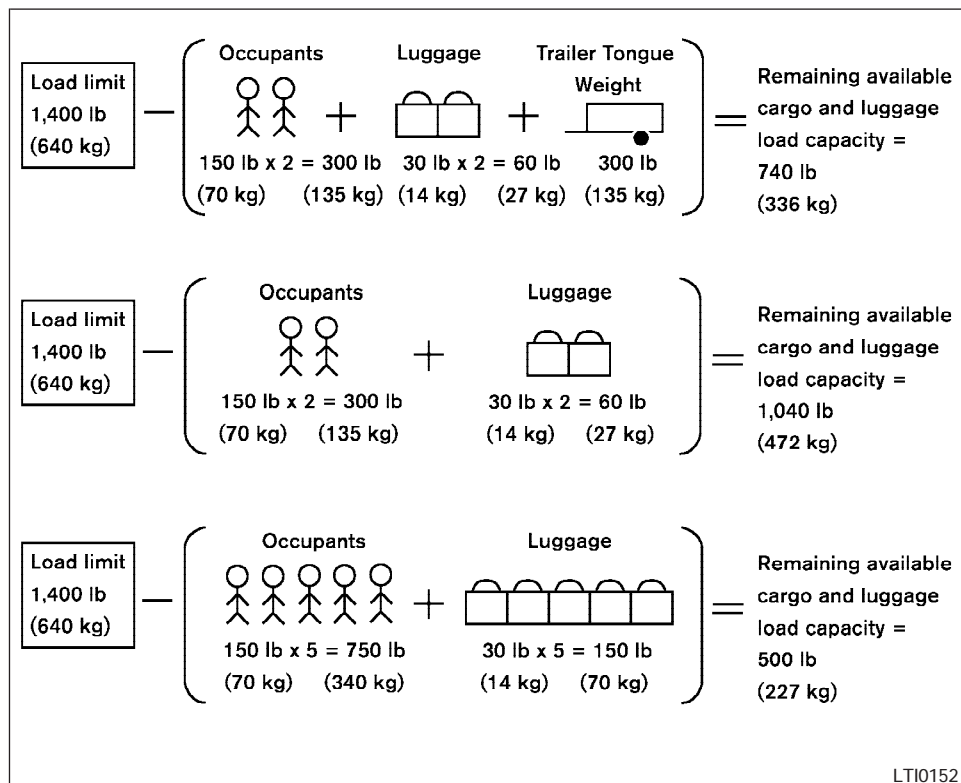 Occupants Luggage Trailer Tongue
Weight
Load limit
1,400 lb
(640 kg)
—
+
+
=
150 lb x 2 = 300 lb 30 lb x 2 = 60 lb 300 lb
(70 kg) (135 kg) (14 kg) (27 kg) (135 kg)
Remaining available
cargo and luggage
load capacity =
740 lb
(336 kg)
Occupants Luggage
Load limit
1,400 lb
(640 kg)
—
+
=
150 lb x 2 = 300 lb 30 lb x 2 = 60 lb
(70 kg) (135 kg) (14 kg) (27 kg)
Remaining available
cargo and luggage
load capacity =
1,040 lb
(472 kg)
Occupants Luggage
Load limit
1,400 lb
(640 kg)
—
+
=
150 lb x 5 = 750 lb 30 lb x 5 = 150 lb
(70 kg) (340 kg) (14 kg) (70 kg)
Remaining available
cargo and luggage
load capacity =
500 lb
(227 kg)
LTI0152